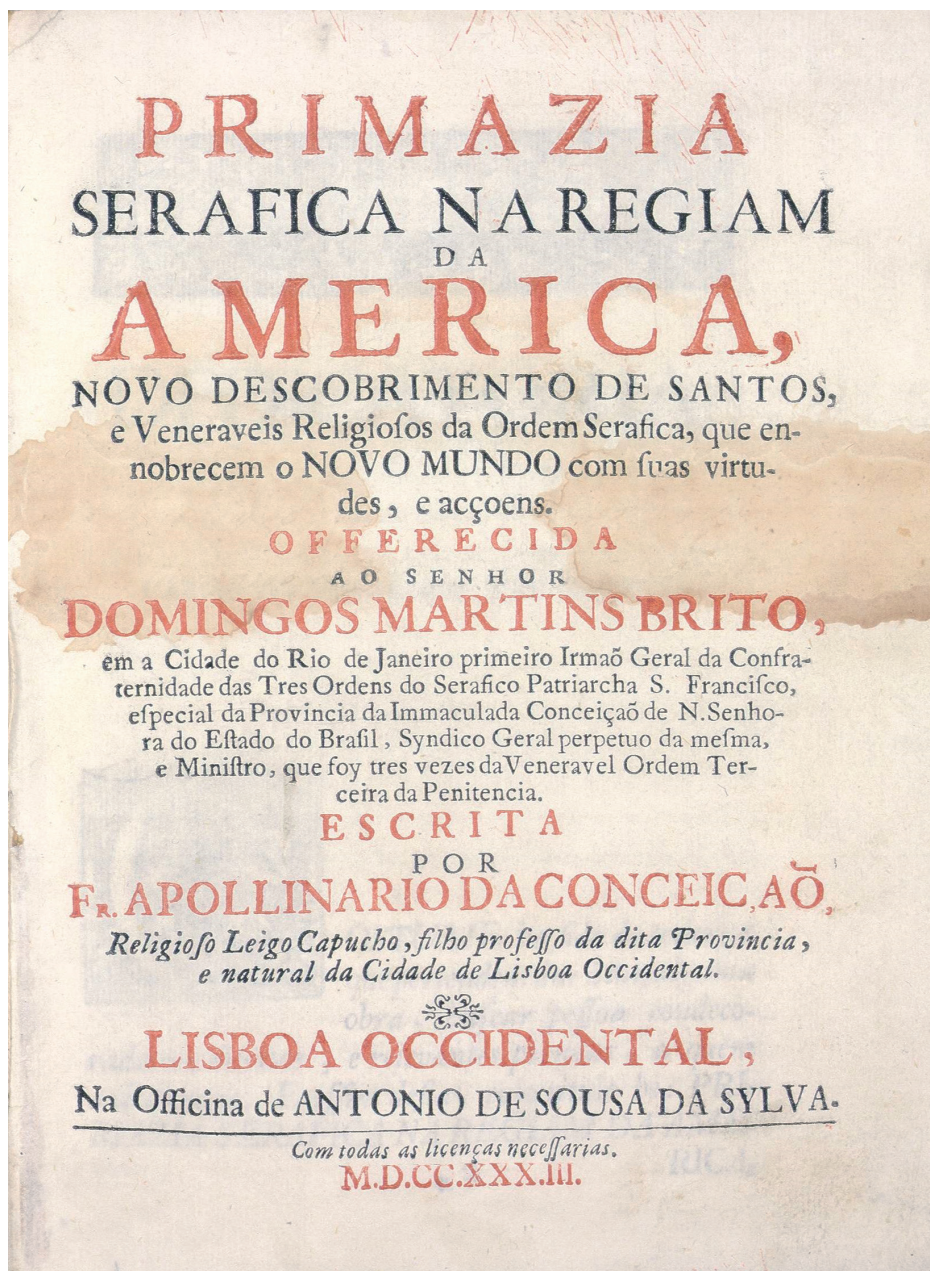 PRIMAZIA
SERAFICA NA REGIAM
DA
AMERICA,
NOVO DESCOBRIMENTO DE SANTOS,
e Veneraveis Religioſos da Ordem Serafica, que en-
nobrecem o NOVO MUNDO com ſuas virtu-
des, e acçoens.
OFFERECIDA
AO SENHOR
DOMINGOS MARTINS BRITO,
em a Cidade do Rio de Janeiro primeiro Irmaõ Geral da Confra-
ternidade das Tres Ordens do Serafico Patriarcha S. Franciſco,
eſpecial da Provincia da Immaculada Conceiçaõ de N. Senho-
ra do Eſtado do Braſil, Syndico Geral perpetuo da meſma,
e Miniſtro, que foy tres vezes da Veneravel Ordem Ter-
ceira da Penitencia.
ESCRITA
POR
Fr. APOLLINARIO DA CONCEIC,AÕ,
Religioſo Leigo Capucho, filho profeſſo da dita Provincia,
e natural da Cidade de Lisboa Occidental.
LISBOA OCCIDENTAL,
Na Officina de ANTONIO DE SOUSA DA SYLVA.
Com todas as licenças neceſſarias.
M.D.CC.XXX.III.